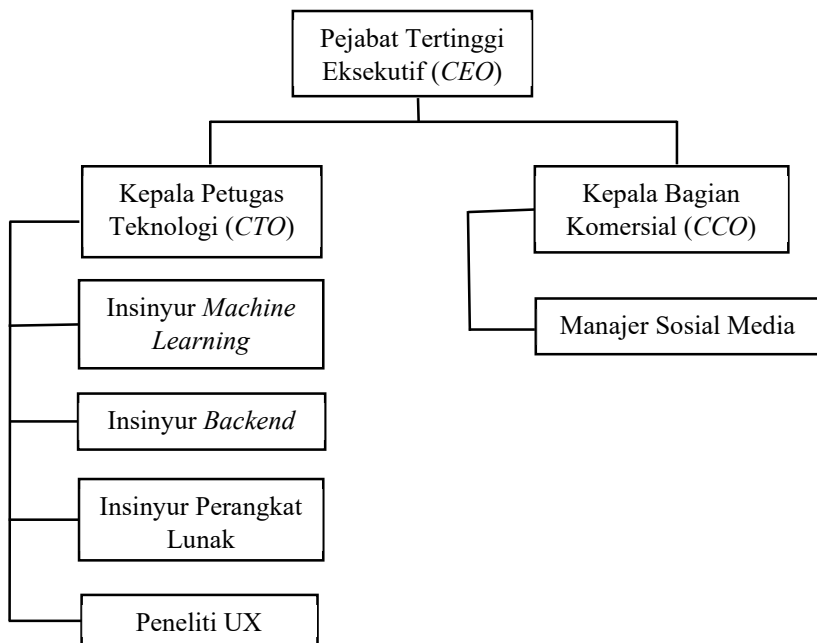 Pejabat Tertinggi
Eksekutif (CEO)
Kepala Petugas
Teknologi (CTO)
Kepala Bagian
Komersial (CCO)
Insinyur Machine
Learning
Manajer Sosial Media
Insinyur Backend
Insinyur Perangkat
Lunak
Peneliti UX